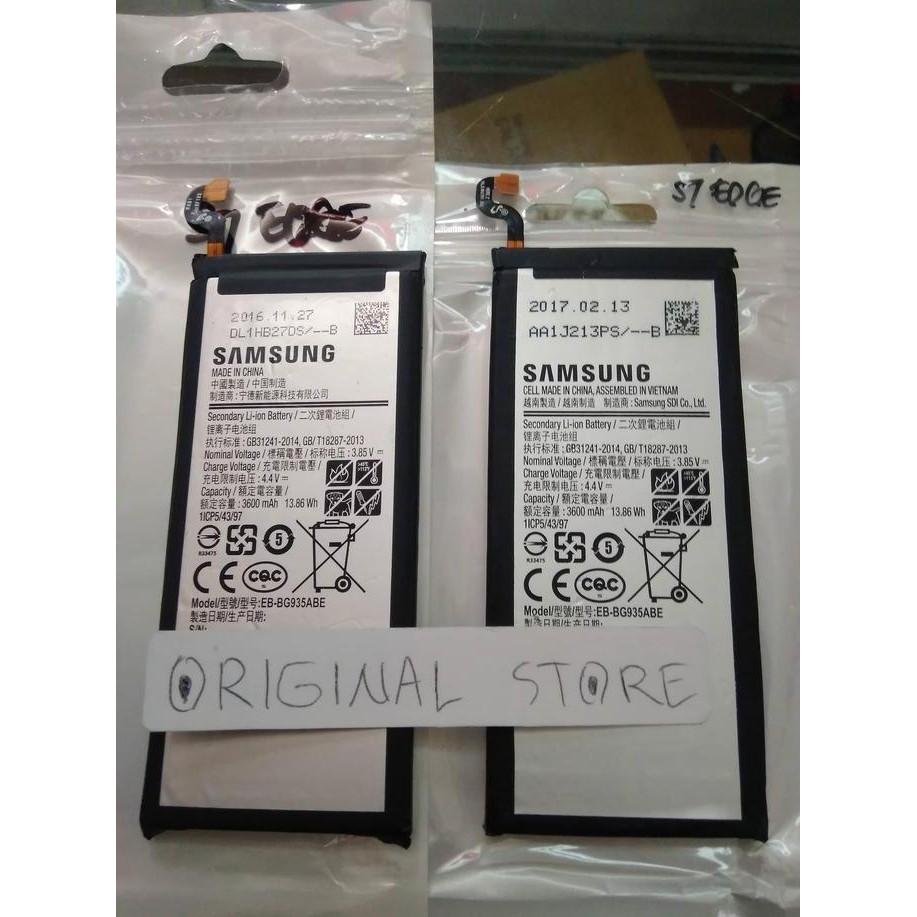 S7 EDGE
2016.11.27
DL1HB27DS/--B
SAMSUNG
MADE IN CHINA
中國製造 / 中国制造
制造商 : 宁德新能源科技有限公司
Secondary Li-ion Battery / 二次鋰電池組 /
锂离子电池组
执行标准 : GB31241-2014, GB/T18287-2013
Nominal Voltage / 標稱電壓 / 标称电压 : 3.85 V
Charge Voltage / 充電限制電壓 /
充电限制电压 : 4.4 V
Capacity / 額定電容量 /
额定容量 : 3600 mAh 13.86 Wh
1ICP5/43/97
R33475
5
CE
CQC
Model/型號/型号: EB-BG935ABE
製造日期/生产日期:
S/N:
S7 EDGE
2017.02.13
AA1J213PS/--B
SAMSUNG
CELL MADE IN CHINA, ASSEMBLED IN VIETNAM
越南製造 / 越南制造 制造商 : Samsung SDI Co., Ltd.
Secondary Li-ion Battery / 二次鋰電池組 /
锂离子电池组
执行标准 : GB31241-2014, GB/T18287-2013
Nominal Voltage / 標稱電壓 / 标称电压 : 3.85 V
Charge Voltage / 充電限制電壓 /
充电限制电压 : 4.4 V
Capacity / 額定電容量 /
额定容量 : 3600 mAh 13.86 Wh
1ICP5/43/97
R33475
5
CE
CQC
Model/型號/型号: EB-BG935ABE
製造日期/生产日期:
ORIGINAL STORE